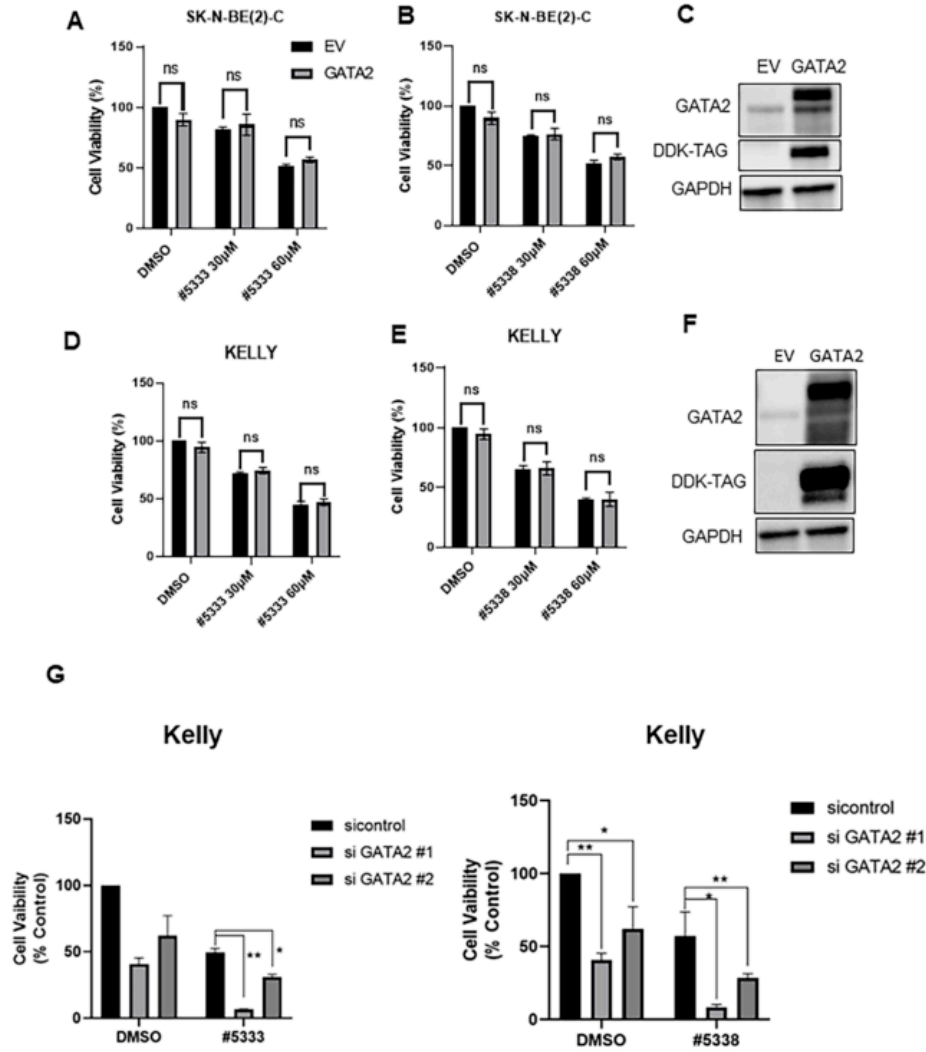 A
SK-N-BE(2)-C
Cell Viability (%)
150
100
50
0
ns
ns
ns
EV
GATA2
DMSO
#5333 30µM
#5333 60µM
B
SK-N-BE(2)-C
Cell Viability (%)
150
100
50
0
ns
ns
ns
DMSO
#5338 30µM
#5338 60µM
C
EV GATA2
GATA2
DDK-TAG
GAPDH
D
KELLY
Cell Viability (%)
150
100
50
0
ns
ns
ns
DMSO
#5333 30µM
#5333 60µM
E
KELLY
Cell Viability (%)
150
100
50
0
ns
ns
ns
DMSO
#5338 30µM
#5338 60µM
F
EV GATA2
GATA2
DDK-TAG
GAPDH
G
Kelly
Cell Vaibility
(% Control)
150
100
50
0
** *
DMSO
#5333
sicontrol
si GATA2 #1
si GATA2 #2
Kelly
Cell Vaibility
(% Control)
150
100
50
0
*
**
**
*
DMSO
#5338
sicontrol
si GATA2 #1
si GATA2 #2